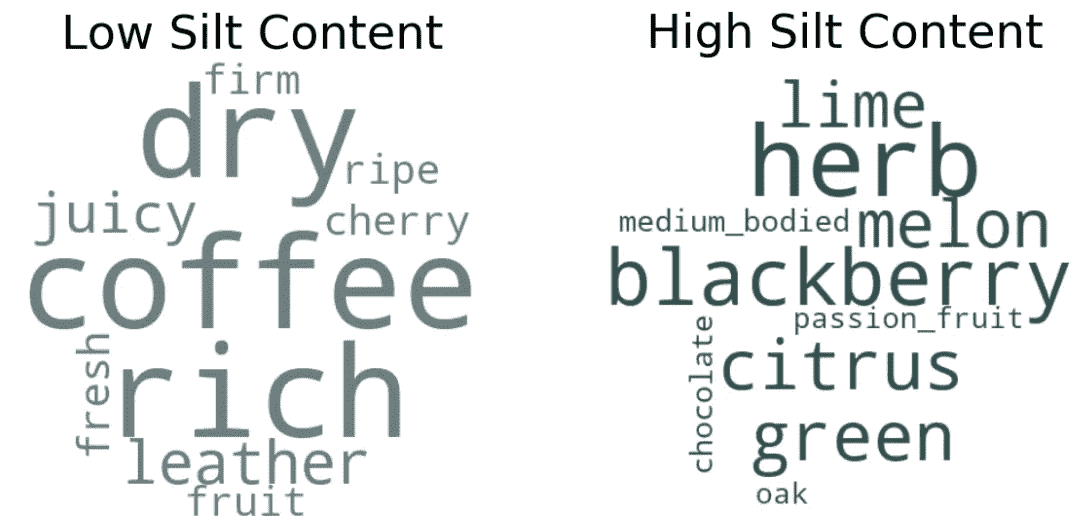 Low Silt Content
firm
dry
ripe
juicy
cherry
coffee
fresh
rich
leather
fruit
High Silt Content
lime
herb
medium_bodied
melon
blackberry
passion_fruit
chocolate
citrus
green
oak